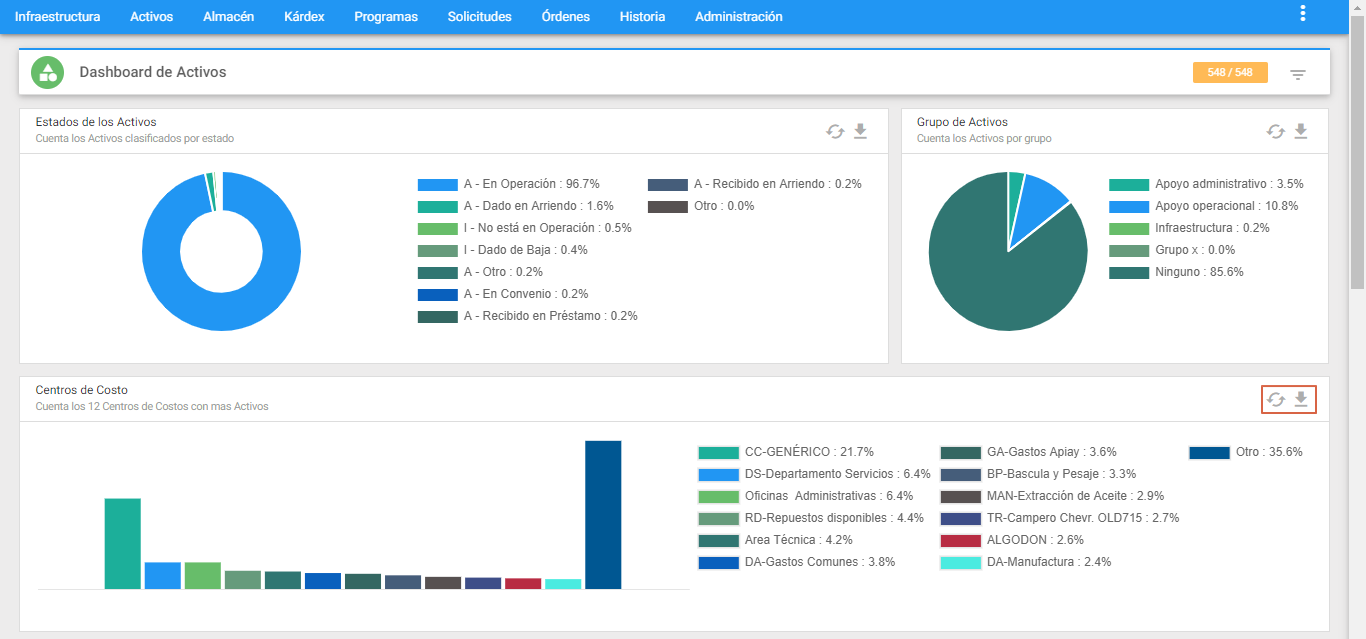 Infraestructura Activos Almacén Kárdex Programas Solicitudes Órdenes Historia Administración
Dashboard de Activos
548 / 548
Estados de los Activos
Cuenta los Activos clasificados por estado
A - En Operación : 96.7%
A - Dado en Arriendo : 1.6%
I - No está en Operación : 0.5%
I - Dado de Baja : 0.4%
A - Otro : 0.2%
A - En Convenio : 0.2%
A - Recibido en Préstamo : 0.2%
A - Recibido en Arriendo : 0.2%
Otro : 0.0%
Grupo de Activos
Cuenta los Activos por grupo
Apoyo administrativo : 3.5%
Apoyo operacional : 10.8%
Infraestructura : 0.2%
Grupo x : 0.0%
Ninguno : 85.6%
Centros de Costo
Cuenta los 12 Centros de Costos con mas Activos
CC-GENÉRICO : 21.7%
DS-Departamento Servicios : 6.4%
Oficinas  Administrativas : 6.4%
RD-Repuestos disponibles : 4.4%
Area Técnica : 4.2%
DA-Gastos Comunes : 3.8%
GA-Gastos Apiay : 3.6%
BP-Bascula y Pesaje : 3.3%
MAN-Extracción de Aceite : 2.9%
TR-Campero Chevr. OLD715 : 2.7%
ALGODON : 2.6%
DA-Manufactura : 2.4%
Otro : 35.6%